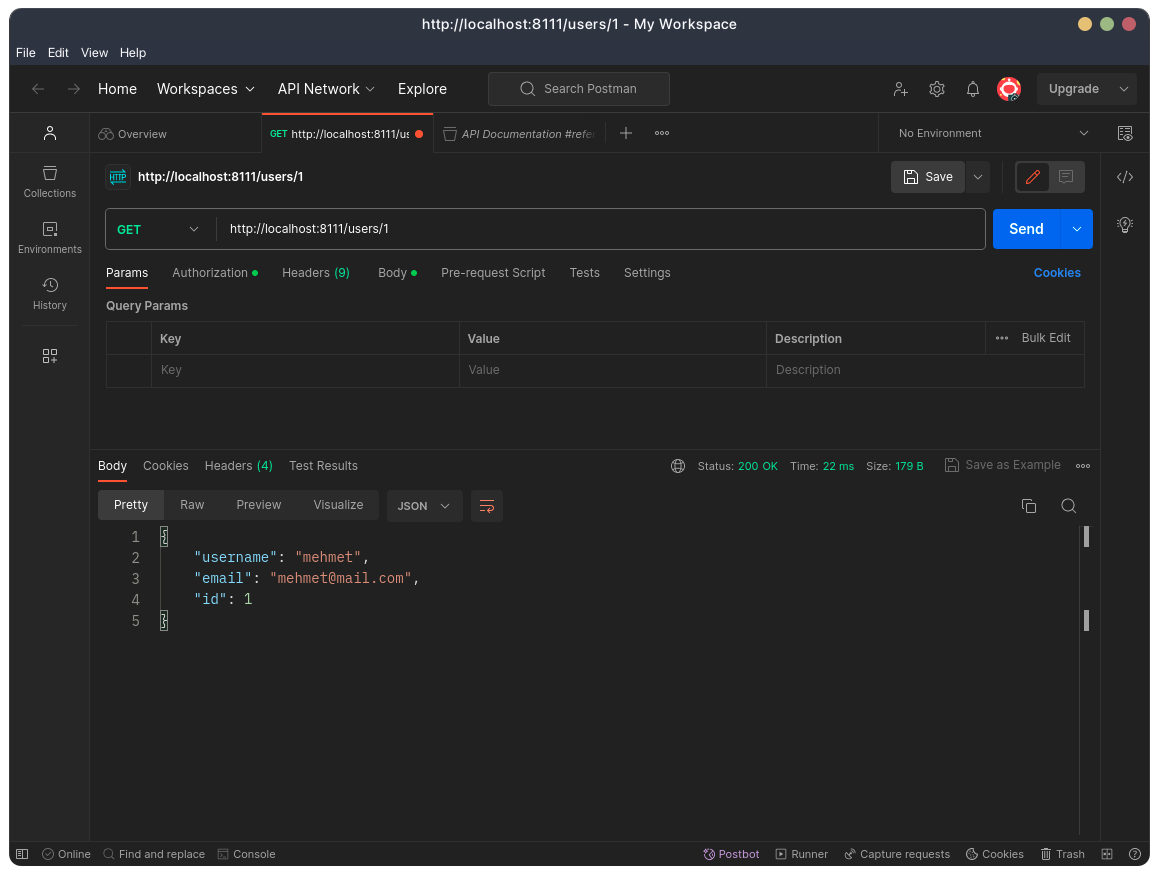 http://localhost:8111/users/1 - My Workspace
File Edit View Help
Home Workspaces API Network Explore Search Postman Upgrade
Overview GET http://localhost:8111/us API Documentation #refe No Environment
Collections
Environments
History
HTTP http://localhost:8111/users/1 Save
GET http://localhost:8111/users/1 Send
Params Authorization Headers (9) Body Pre-request Script Tests Settings Cookies
Query Params
Key Value Description Bulk Edit
Key Value Description
Body Cookies Headers (4) Test Results Status: 200 OK Time: 22 ms Size: 179 B Save as Example
Pretty Raw Preview Visualize JSON
1 {
2 "username": "mehmet",
3 "email": "mehmet@mail.com",
4 "id": 1
5 }
Online Find and replace Console Postbot Runner Capture requests Cookies Trash